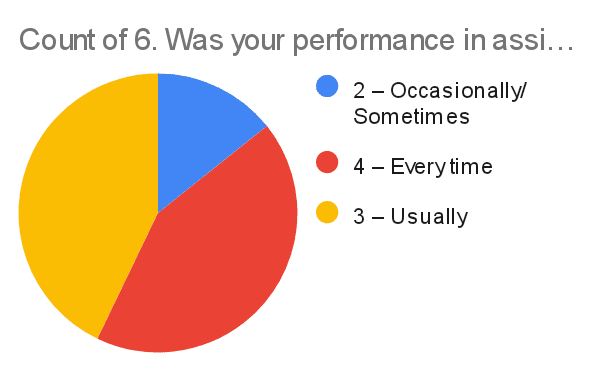 Count of 6. Was your performance in assi...
2 – Occasionally/
Sometimes
4 – Everytime
3 – Usually